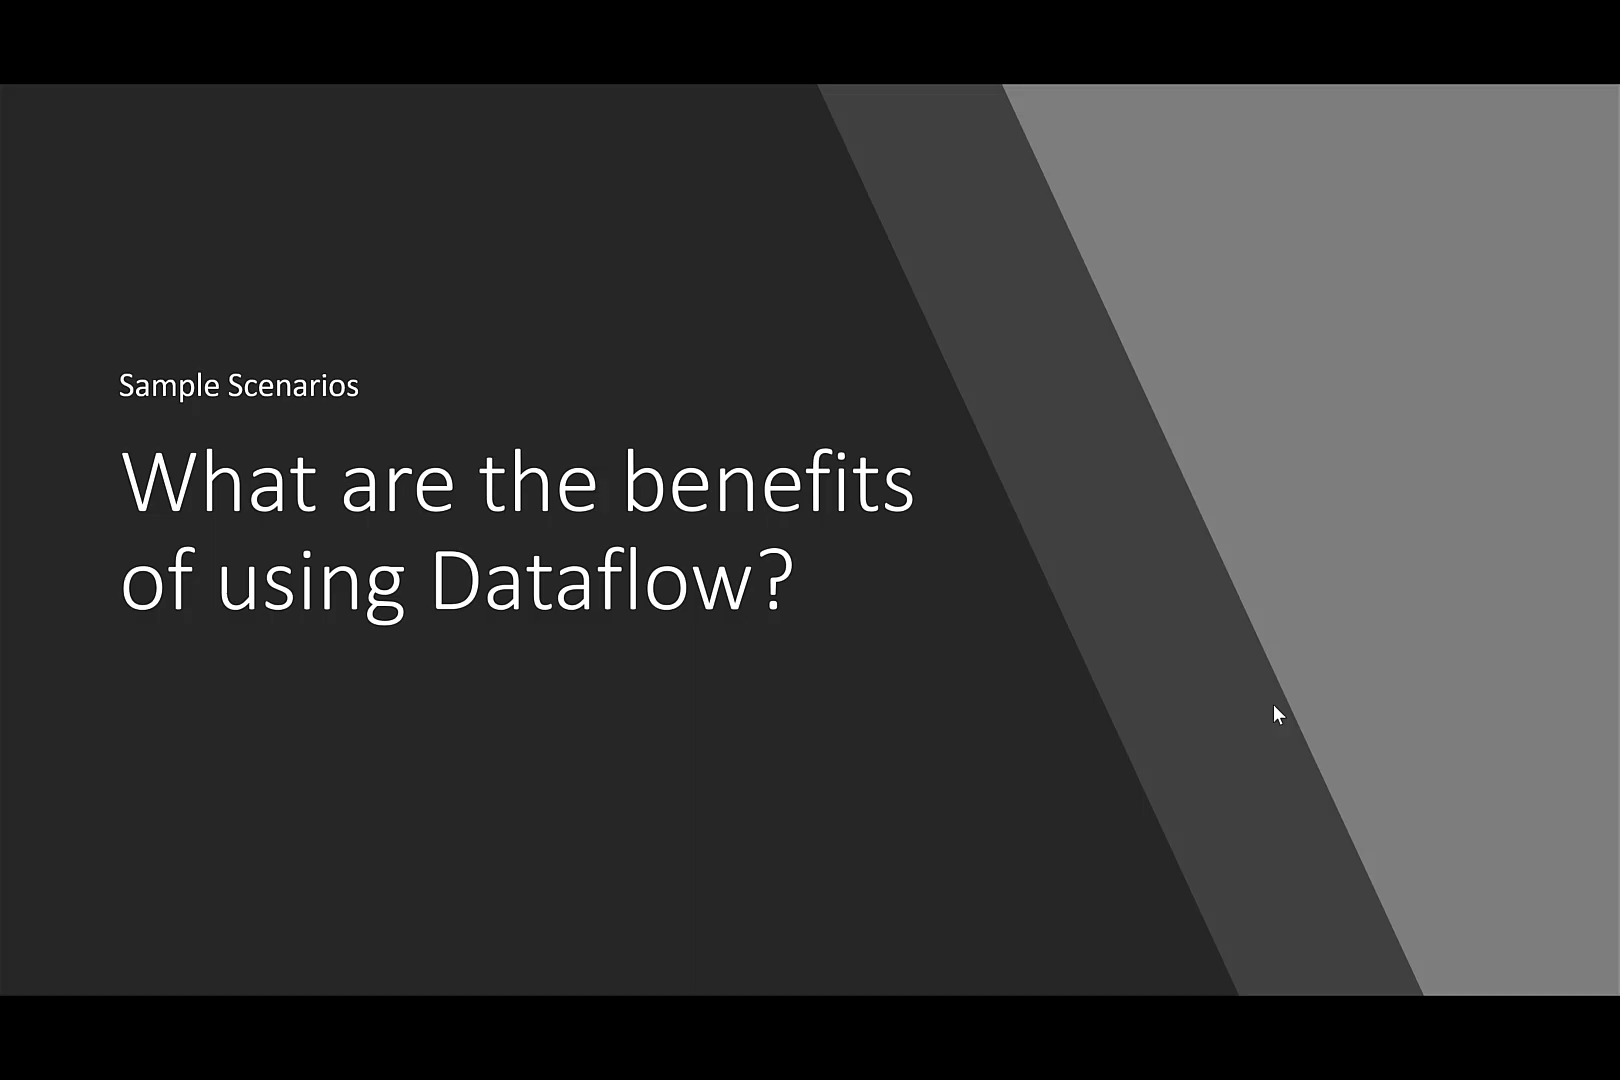 Sample Scenarios
What are the benefits
of using Dataflow?